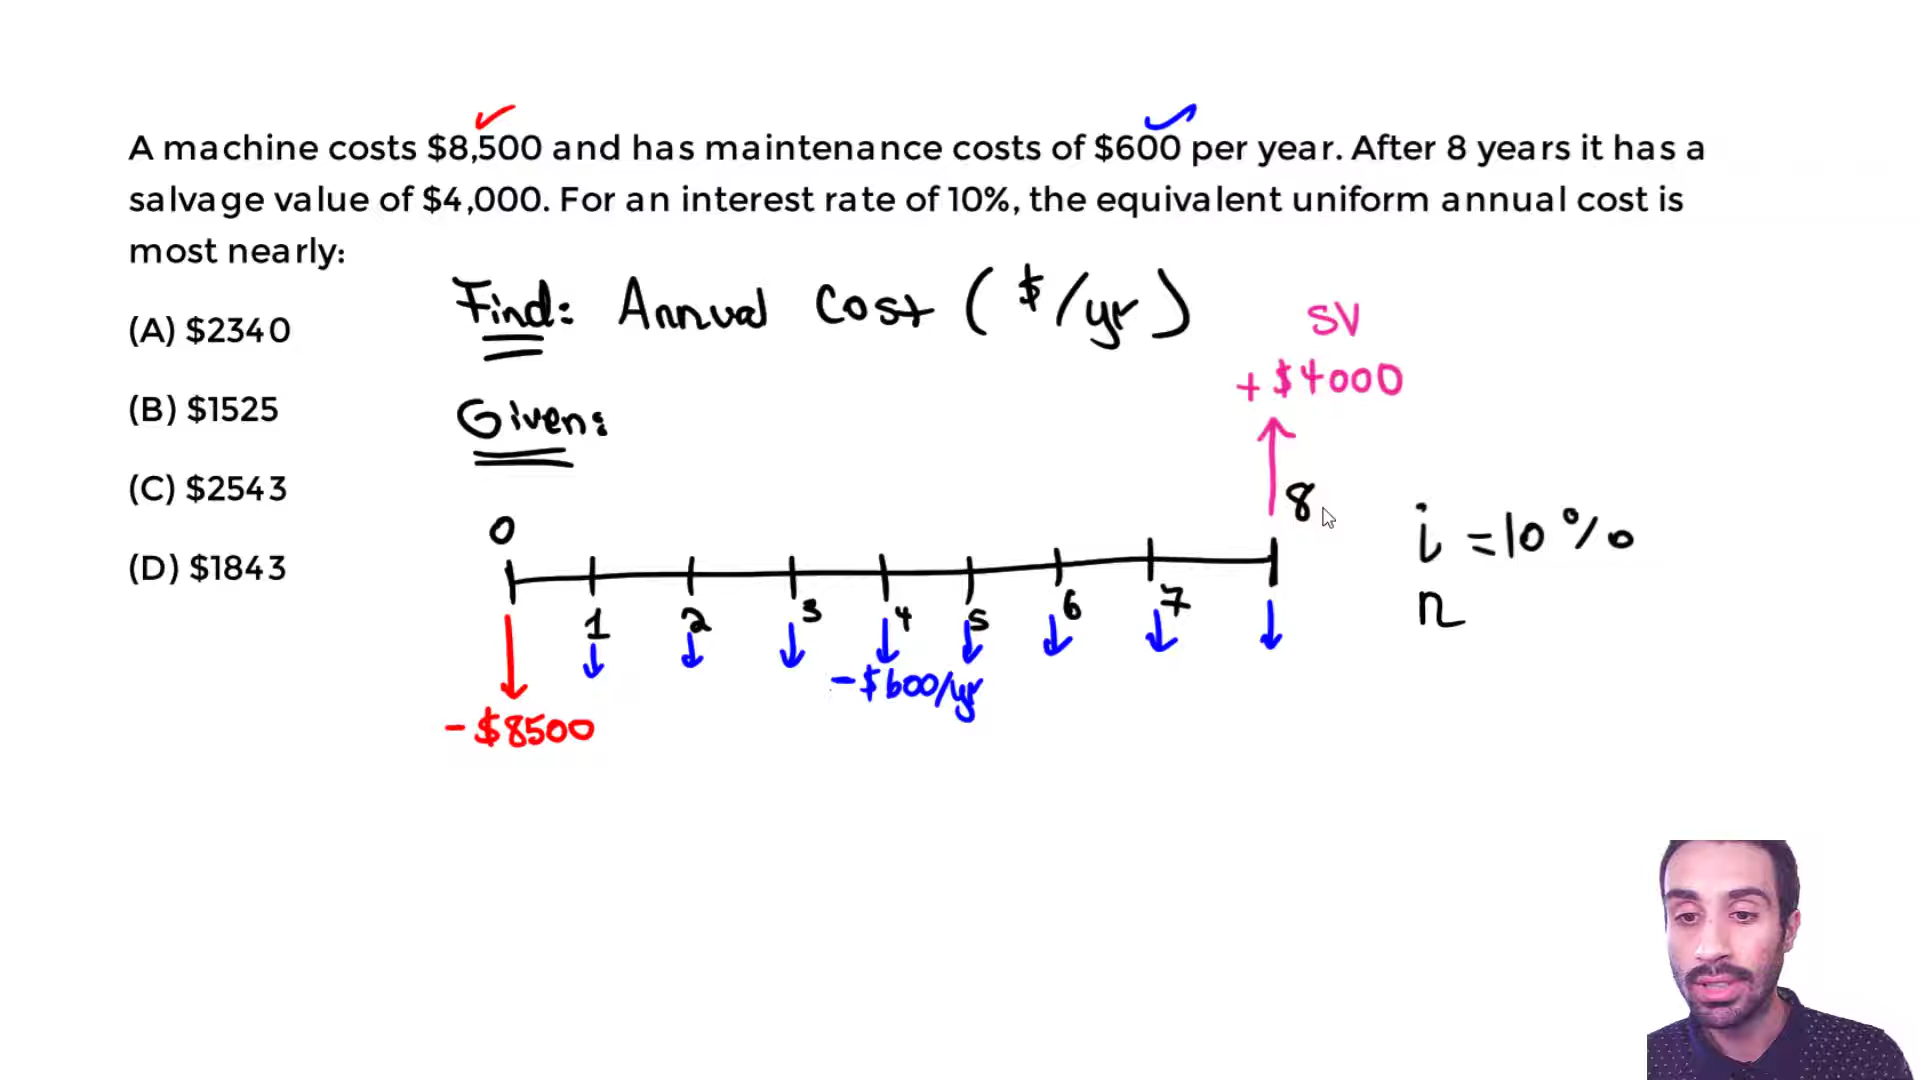 A machine costs $8,500 and has maintenance costs of $600 per year. After 8 years it has a
salvage value of $4,000. For an interest rate of 10%, the equivalent uniform annual cost is
most nearly:
Find: Annual Cost ($/yr)
(A) $2340
SV
+ $4000
(B) $1525
Given:
(C) $2543
0
8
i = 10%
(D) $1843
n
1 2 3 4 5 6 7
- $600/yr
- $8500